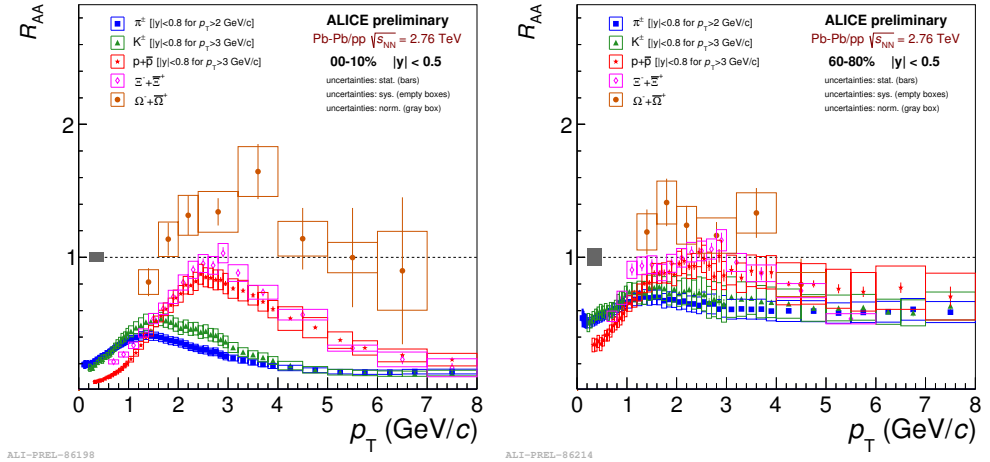 R_AA
π± [|y|<0.8 for p_T>2 GeV/c]
K± [|y|<0.8 for p_T>3 GeV/c]
p+p̅ [|y|<0.8 for p_T>3 GeV/c]
Ξ⁻+Ξ̅⁺
Ω⁻+Ω̅⁺
ALICE preliminary
Pb-Pb/pp √s_NN = 2.76 TeV
00-10% |y| < 0.5
uncertainties: stat. (bars)
uncertainties: sys. (empty boxes)
uncertainties: norm. (gray box)
2
1
0 1 2 3 4 5 6 7 8
p_T (GeV/c)
ALI-PREL-86198
R_AA
π± [|y|<0.8 for p_T>2 GeV/c]
K± [|y|<0.8 for p_T>3 GeV/c]
p+p̅ [|y|<0.8 for p_T>3 GeV/c]
Ξ⁻+Ξ̅⁺
Ω⁻+Ω̅⁺
ALICE preliminary
Pb-Pb/pp √s_NN = 2.76 TeV
60-80% |y| < 0.5
uncertainties: stat. (bars)
uncertainties: sys. (empty boxes)
uncertainties: norm. (gray box)
2
1
0 1 2 3 4 5 6 7 8
p_T (GeV/c)
ALI-PREL-86214